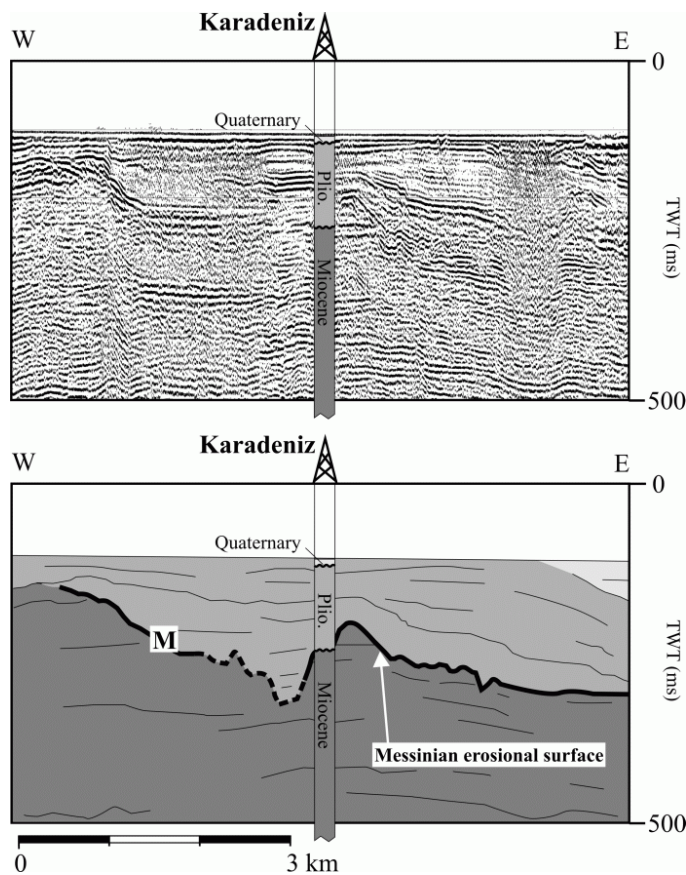 Karadeniz
W
E
0
Quaternary
Plio.
Miocene
TWT (ms)
500
Karadeniz
W
E
0
Quaternary
Plio.
M
Miocene
TWT (ms)
Messinian erosional surface
500
0
3 km